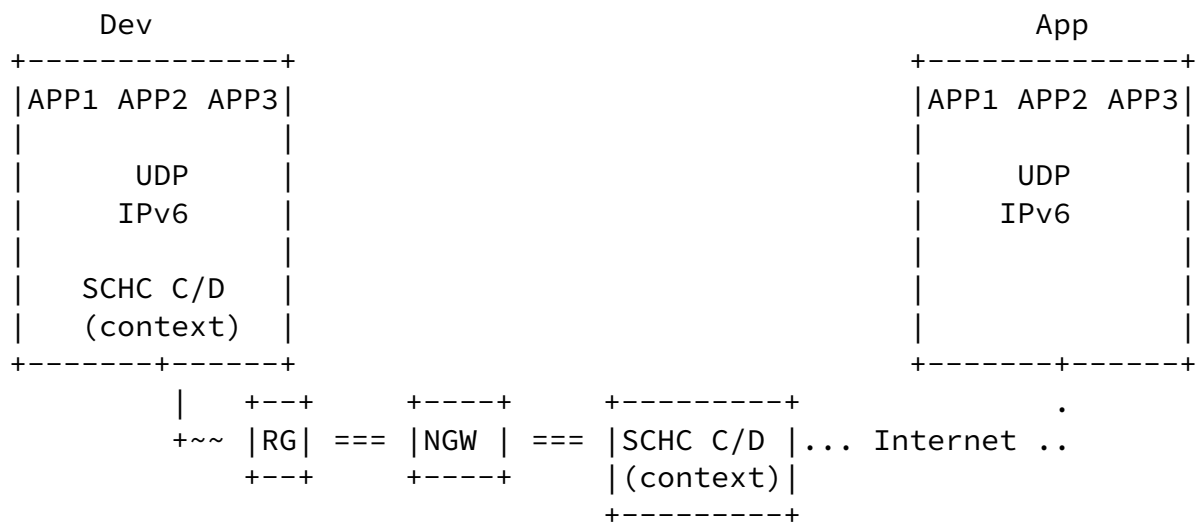 Dev App
APP1 APP2 APP3 APP1 APP2 APP3
UDP UDP
IPv6 IPv6
SCHC C/D
(context)
RG === NGW === SCHC C/D ... Internet ..
(context)